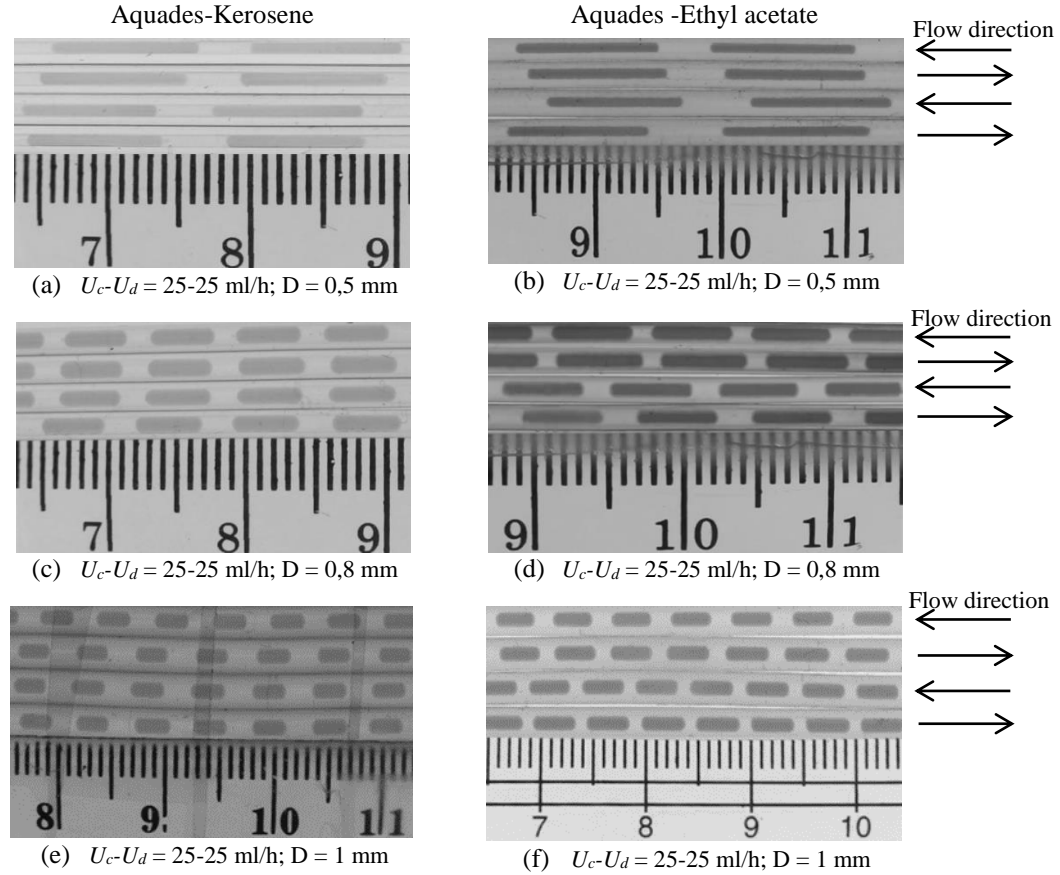 Aquades-Kerosene
Aquades -Ethyl acetate
Flow direction
7 8 9
9 10 11
(a) Uc-Ud = 25-25 ml/h; D = 0,5 mm
(b) Uc-Ud = 25-25 ml/h; D = 0,5 mm
Flow direction
7 8 9
9 10 11
(c) Uc-Ud = 25-25 ml/h; D = 0,8 mm
(d) Uc-Ud = 25-25 ml/h; D = 0,8 mm
Flow direction
8 9 10 11
7 8 9 10
(e) Uc-Ud = 25-25 ml/h; D = 1 mm
(f) Uc-Ud = 25-25 ml/h; D = 1 mm